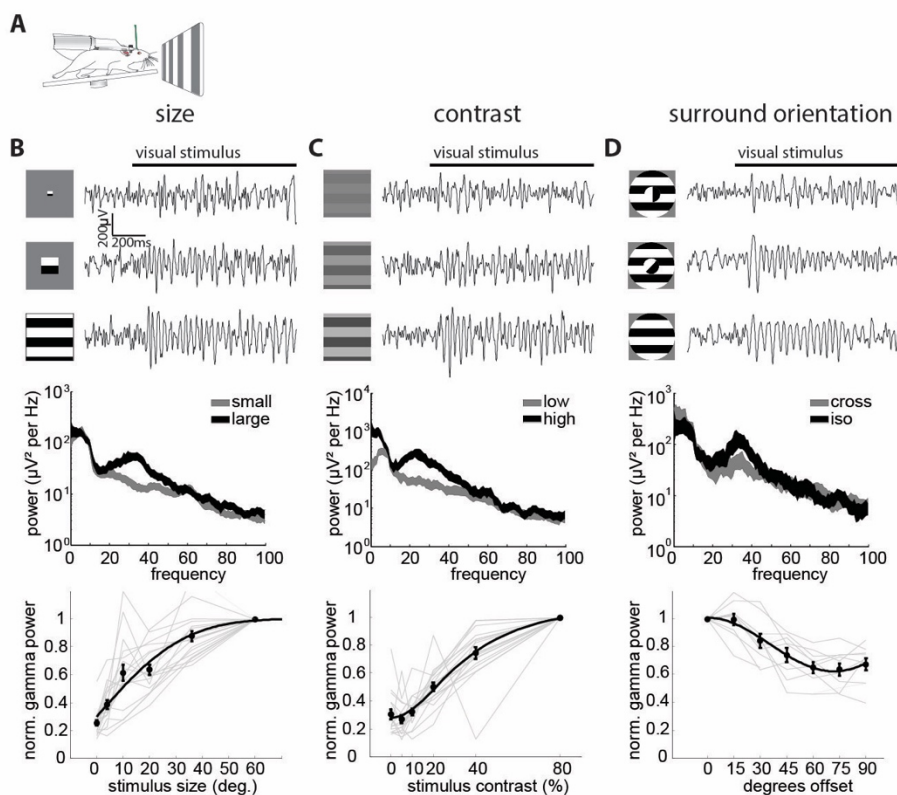 A
size
contrast
surround orientation
B
visual stimulus
C
visual stimulus
D
visual stimulus
200μV
200ms
small
large
low
high
cross
iso
power (μV² per Hz)
10³
10²
10¹
10⁰
0 20 40 60 80 100
frequency
power (μV² per Hz)
10⁴
10³
10²
10¹
10⁰
0 20 40 60 80 100
frequency
power (μV² per Hz)
10³
10²
10¹
10⁰
0 20 40 60 80 100
frequency
norm. gamma power
1
0.8
0.6
0.4
0.2
0
0 10 20 30 40 50 60
stimulus size (deg.)
norm. gamma power
1
0.8
0.6
0.4
0.2
0
0 10 20 40 80
stimulus contrast (%)
norm. gamma power
1
0.8
0.6
0.4
0.2
0
0 15 30 45 60 75 90
degrees offset